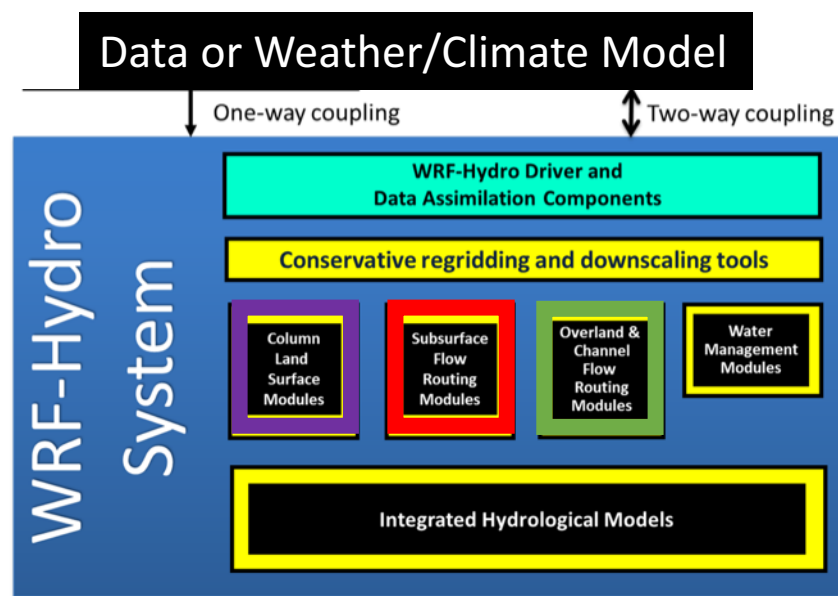 Data or Weather/Climate Model
One-way coupling
Two-way coupling
WRF-Hydro
System
WRF-Hydro Driver and
Data Assimilation Components
Conservative regridding and downscaling tools
Column
Land
Surface
Modules
Subsurface
Flow
Routing
Modules
Overland &
Channel
Flow
Routing
Modules
Water
Management
Modules
Integrated Hydrological Models